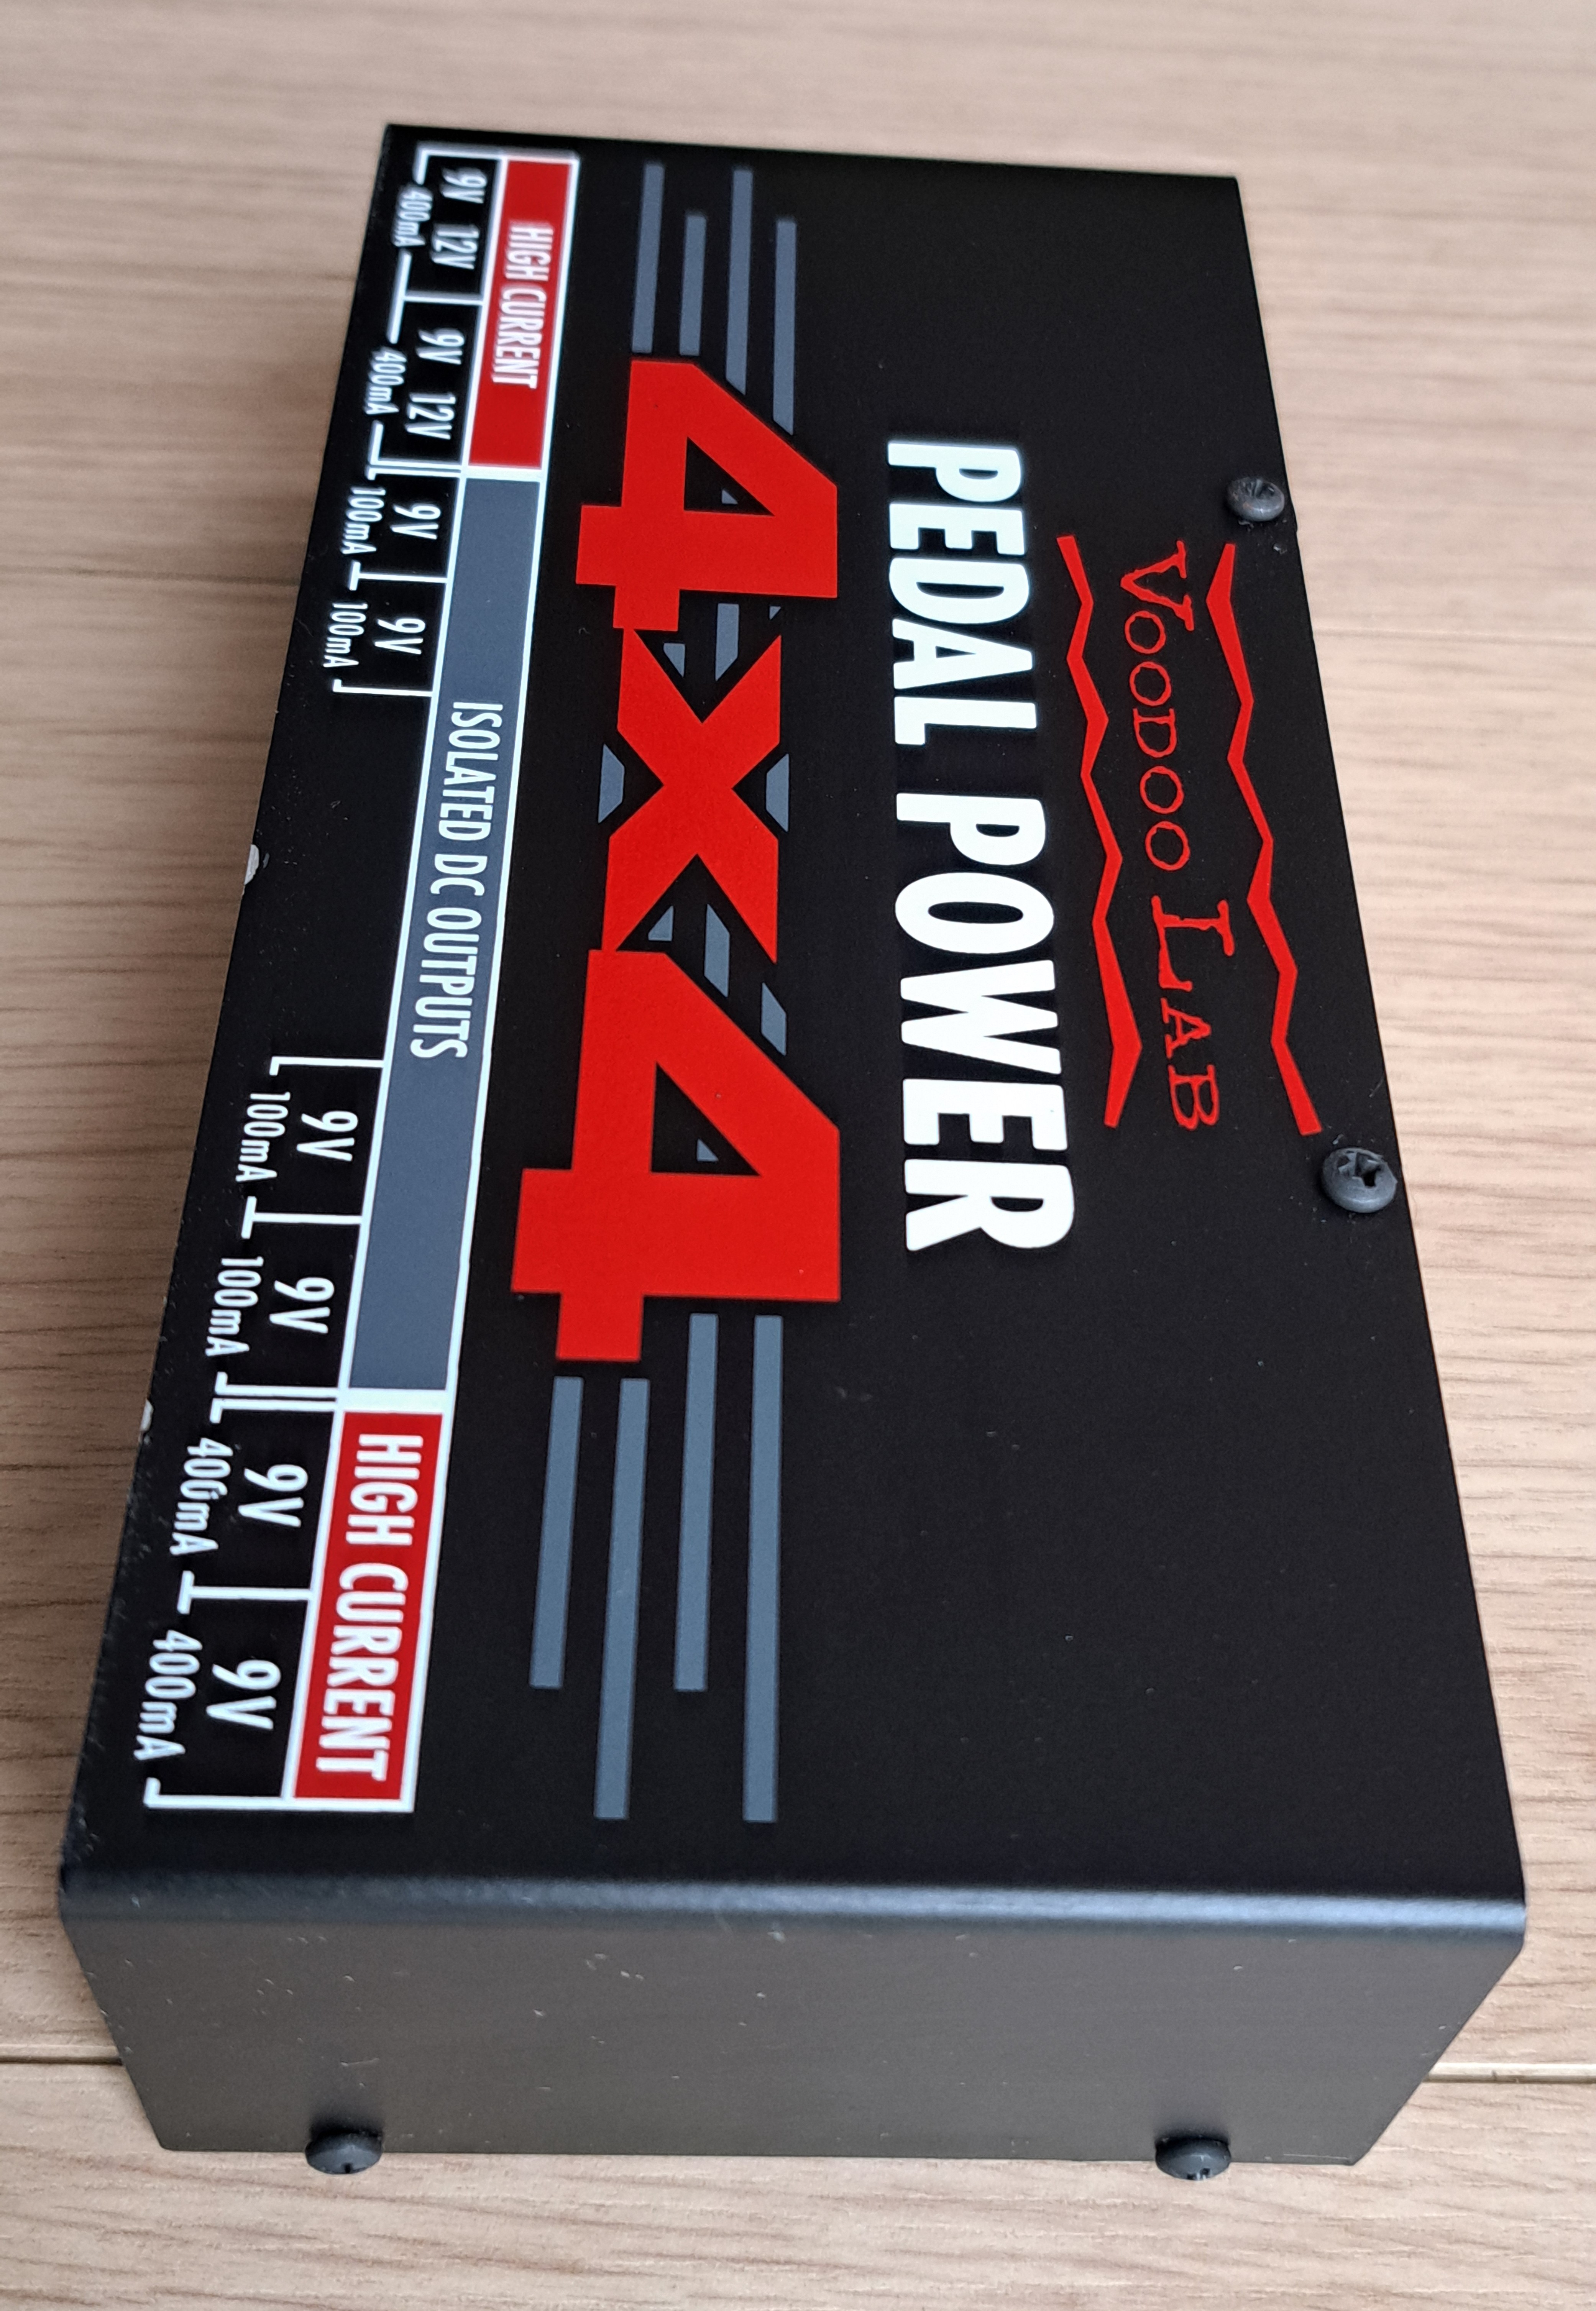 VOODOO LAB
PEDAL POWER
4X4
HIGH CURRENT ISOLATED DC OUTPUTS HIGH CURRENT
9V 12V 9V 12V 9V 9V 9V 9V 9V 9V
400mA 400mA 100mA 100mA 100mA 100mA 400mA 400mA